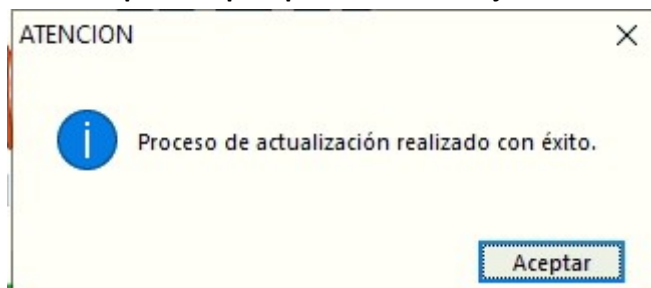 ATENCION
Proceso de actualización realizado con éxito.
Aceptar